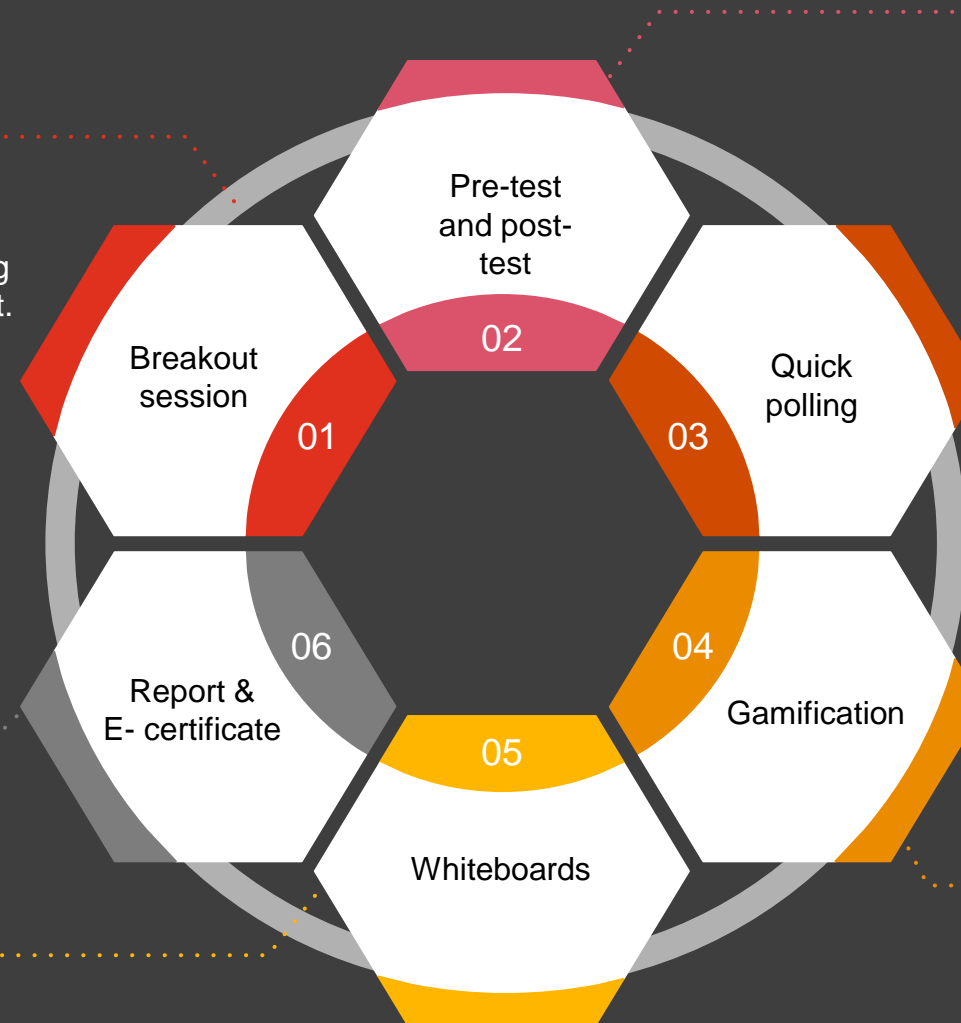 Pre-test
and post-
test
02
Breakout
session
01
Quick
polling
03
Report &
E- certificate
06
04
Gamification
05
Whiteboards